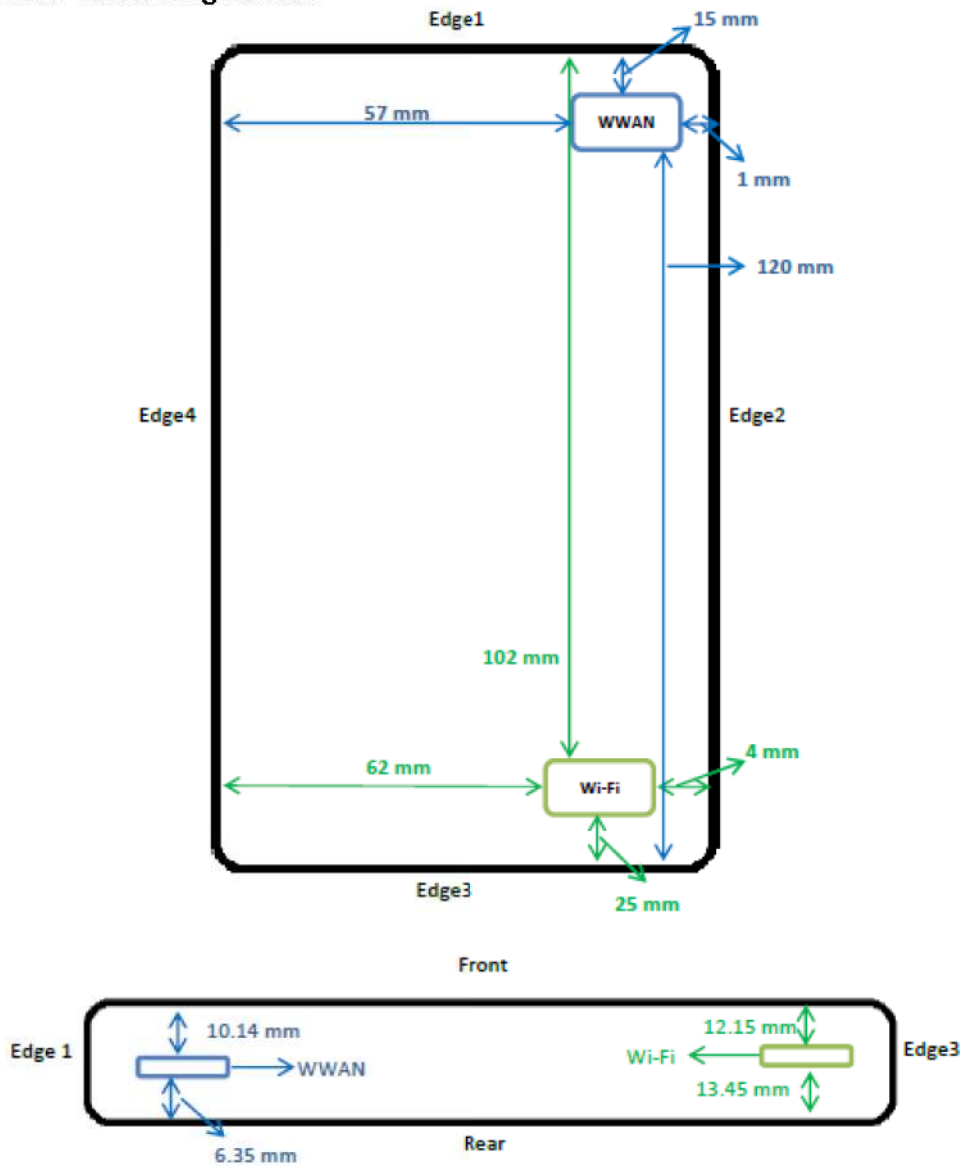 Edge1
15 mm
57 mm
WWAN
1 mm
120 mm
Edge4
Edge2
102 mm
62 mm
4 mm
Wi-Fi
Edge3
25 mm
Front
10.14 mm
12.15 mm
Edge 1
Edge3
Wi-Fi
WWAN
13.45 mm
Rear
6.35 mm